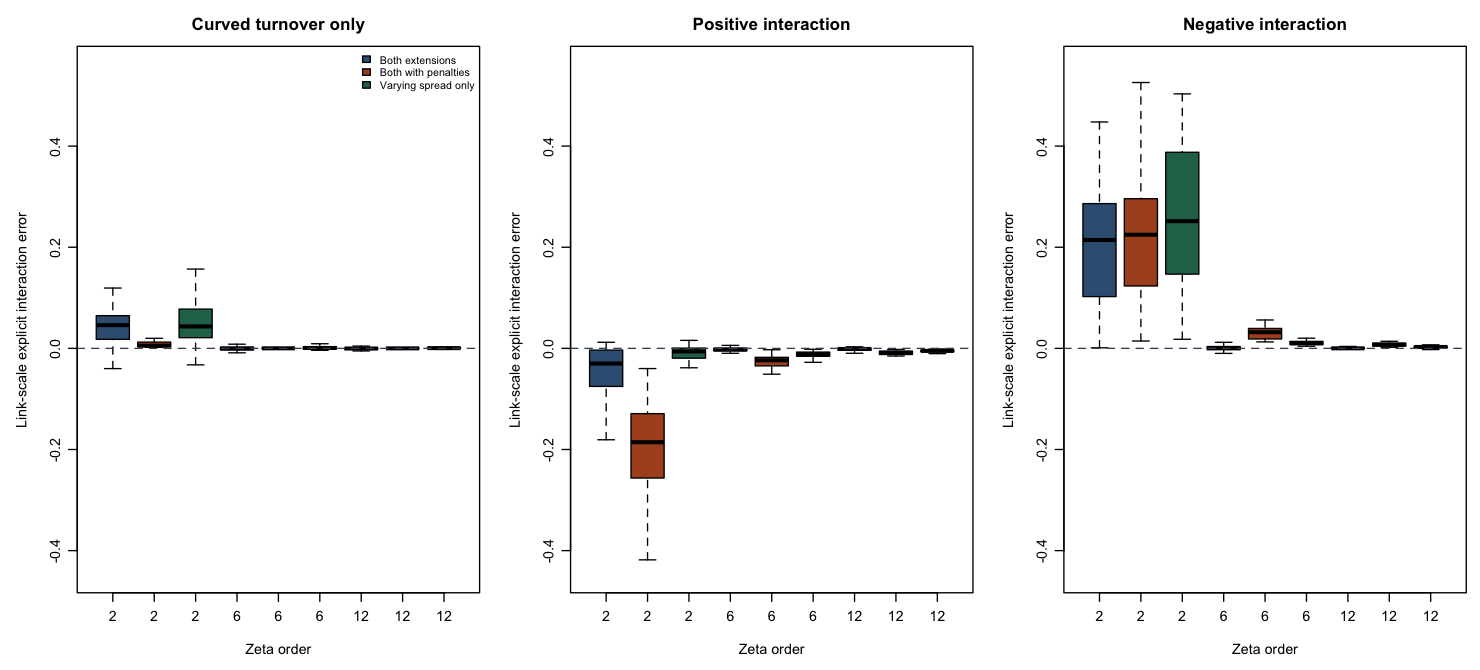 Curved turnover only
Both extensions
Both with penalties
Varying spread only
Link-scale explicit interaction error
0.4
0.2
0.0
-0.2
-0.4
2 2 2 6 6 6 12 12 12
Zeta order
Positive interaction
Link-scale explicit interaction error
0.4
0.2
0.0
-0.2
-0.4
2 2 2 6 6 6 12 12 12
Zeta order
Negative interaction
Link-scale explicit interaction error
0.4
0.2
0.0
-0.2
-0.4
2 2 2 6 6 6 12 12 12
Zeta order